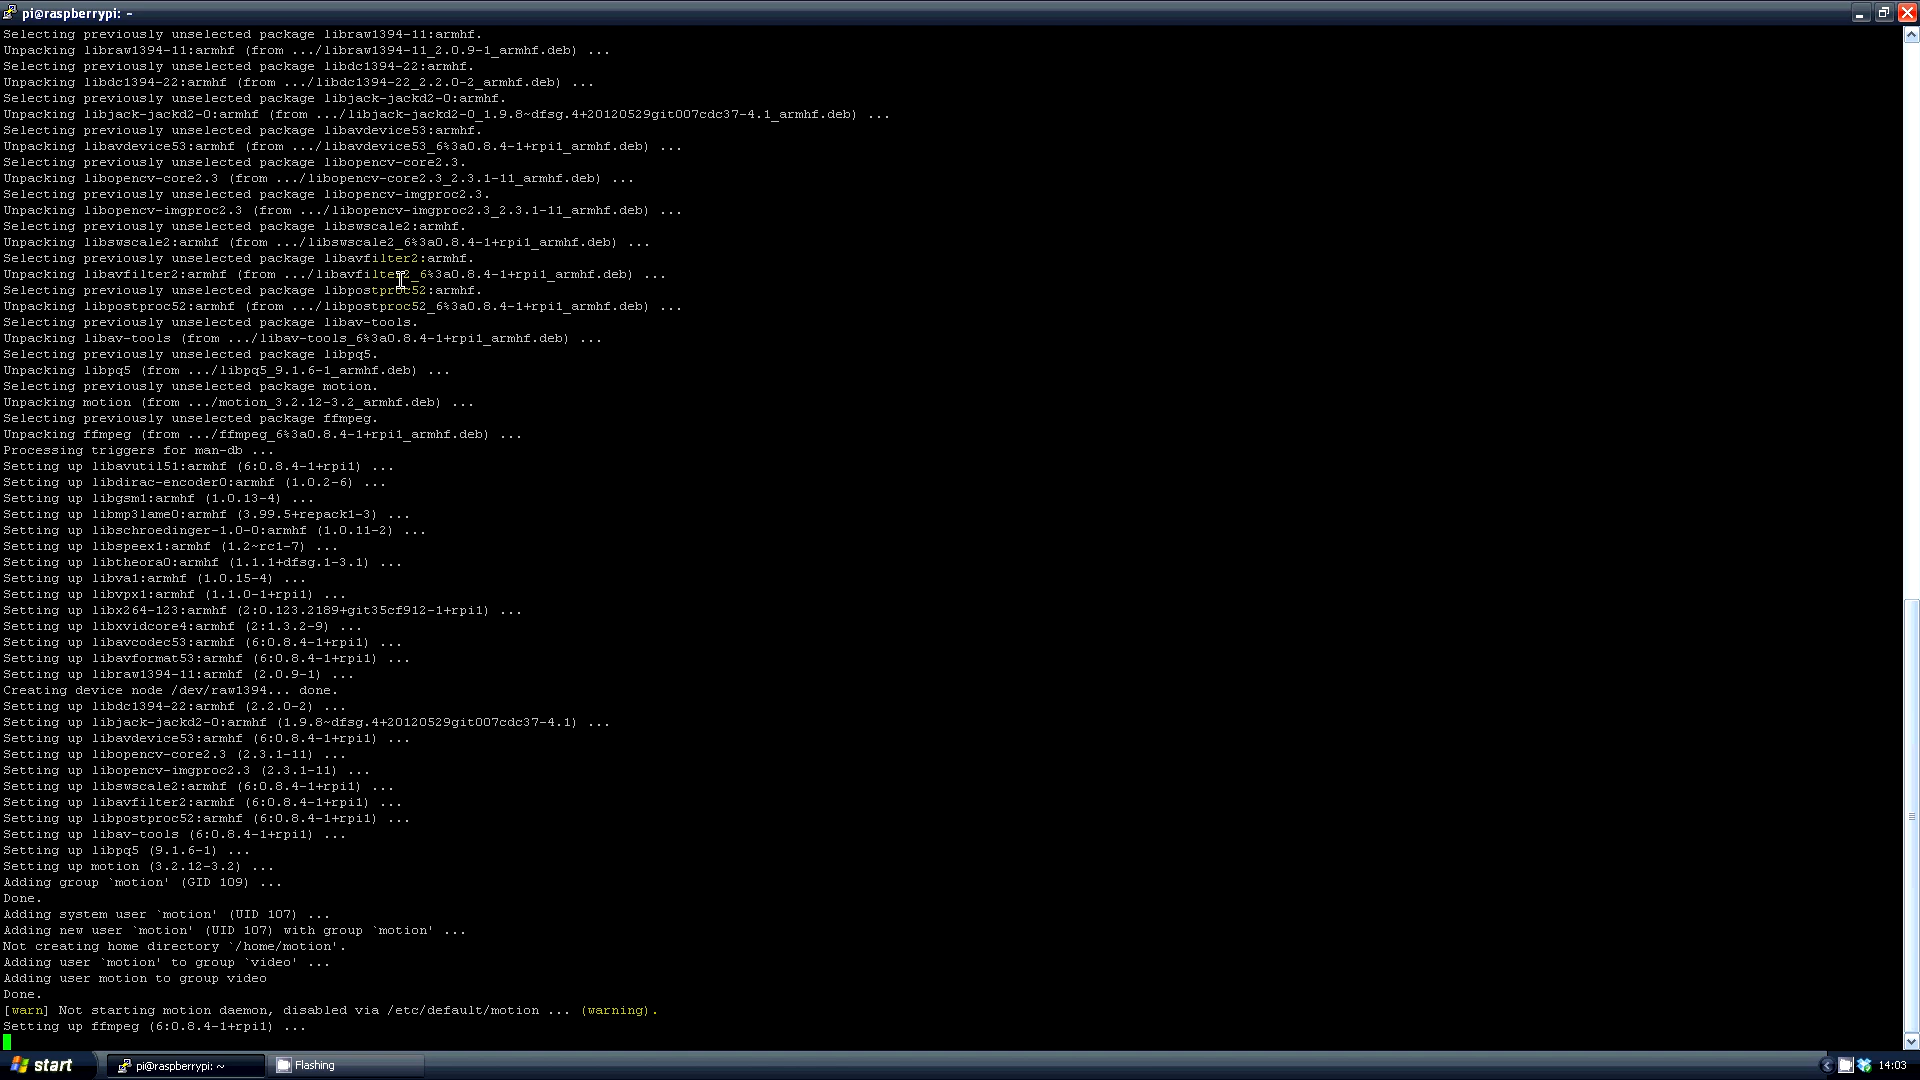 pi@raspberrypi: ~
Selecting previously unselected package libraw1394-11:armhf.
Unpacking libraw1394-11:armhf (from .../libraw1394-11_2.0.9-1_armhf.deb) ...
Selecting previously unselected package libdc1394-22:armhf.
Unpacking libdc1394-22:armhf (from .../libdc1394-22_2.2.0-2_armhf.deb) ...
Selecting previously unselected package libjack-jackd2-0:armhf.
Unpacking libjack-jackd2-0:armhf (from .../libjack-jackd2-0_1.9.8~dfsg.4+20120529git007cdc37-4.1_armhf.deb) ...
Selecting previously unselected package libavdevice53:armhf.
Unpacking libavdevice53:armhf (from .../libavdevice53_6%3a0.8.4-1+rpi1_armhf.deb) ...
Selecting previously unselected package libopencv-core2.3.
Unpacking libopencv-core2.3 (from .../libopencv-core2.3_2.3.1-11_armhf.deb) ...
Selecting previously unselected package libopencv-imgproc2.3.
Unpacking libopencv-imgproc2.3 (from .../libopencv-imgproc2.3_2.3.1-11_armhf.deb) ...
Selecting previously unselected package libswscale2:armhf.
Unpacking libswscale2:armhf (from .../libswscale2_6%3a0.8.4-1+rpi1_armhf.deb) ...
Selecting previously unselected package libavfilter2:armhf.
Unpacking libavfilter2:armhf (from .../libavfilter2_6%3a0.8.4-1+rpi1_armhf.deb) ...
Selecting previously unselected package libpostproc52:armhf.
Unpacking libpostproc52:armhf (from .../libpostproc52_6%3a0.8.4-1+rpi1_armhf.deb) ...
Selecting previously unselected package libav-tools.
Unpacking libav-tools (from .../libav-tools_6%3a0.8.4-1+rpi1_armhf.deb) ...
Selecting previously unselected package libpq5.
Unpacking libpq5 (from .../libpq5_9.1.6-1_armhf.deb) ...
Selecting previously unselected package motion.
Unpacking motion (from .../motion_3.2.12-3.2_armhf.deb) ...
Selecting previously unselected package ffmpeg.
Unpacking ffmpeg (from .../ffmpeg_6%3a0.8.4-1+rpi1_armhf.deb) ...
Processing triggers for man-db ...
Setting up libavutil51:armhf (6:0.8.4-1+rpi1) ...
Setting up libdirac-encoder0:armhf (1.0.2-6) ...
Setting up libgsm1:armhf (1.0.13-4) ...
Setting up libmp3lame0:armhf (3.99.5+repack1-3) ...
Setting up libschroedinger-1.0-0:armhf (1.0.11-2) ...
Setting up libspeex1:armhf (1.2~rc1-7) ...
Setting up libtheora0:armhf (1.1.1+dfsg.1-3.1) ...
Setting up libva1:armhf (1.0.15-4) ...
Setting up libvpx1:armhf (1.1.0-1+rpi1) ...
Setting up libx264-123:armhf (2:0.123.2189+git35cf912-1+rpi1) ...
Setting up libxvidcore4:armhf (2:1.3.2-9) ...
Setting up libavcodec53:armhf (6:0.8.4-1+rpi1) ...
Setting up libavformat53:armhf (6:0.8.4-1+rpi1) ...
Setting up libraw1394-11:armhf (2.0.9-1) ...
Creating device node /dev/raw1394... done.
Setting up libdc1394-22:armhf (2.2.0-2) ...
Setting up libjack-jackd2-0:armhf (1.9.8~dfsg.4+20120529git007cdc37-4.1) ...
Setting up libavdevice53:armhf (6:0.8.4-1+rpi1) ...
Setting up libopencv-core2.3 (2.3.1-11) ...
Setting up libopencv-imgproc2.3 (2.3.1-11) ...
Setting up libswscale2:armhf (6:0.8.4-1+rpi1) ...
Setting up libavfilter2:armhf (6:0.8.4-1+rpi1) ...
Setting up libpostproc52:armhf (6:0.8.4-1+rpi1) ...
Setting up libav-tools (6:0.8.4-1+rpi1) ...
Setting up libpq5 (9.1.6-1) ...
Setting up motion (3.2.12-3.2) ...
Adding group `motion' (GID 109) ...
Done.
Adding system user `motion' (UID 107) ...
Adding new user `motion' (UID 107) with group `motion' ...
Not creating home directory `/home/motion'.
Adding user `motion' to group `video' ...
Adding user motion to group video
Done.
[warn] Not starting motion daemon, disabled via /etc/default/motion ... (warning).
Setting up ffmpeg (6:0.8.4-1+rpi1) ...
start pi@raspberrypi: ~ Flashing 14:03